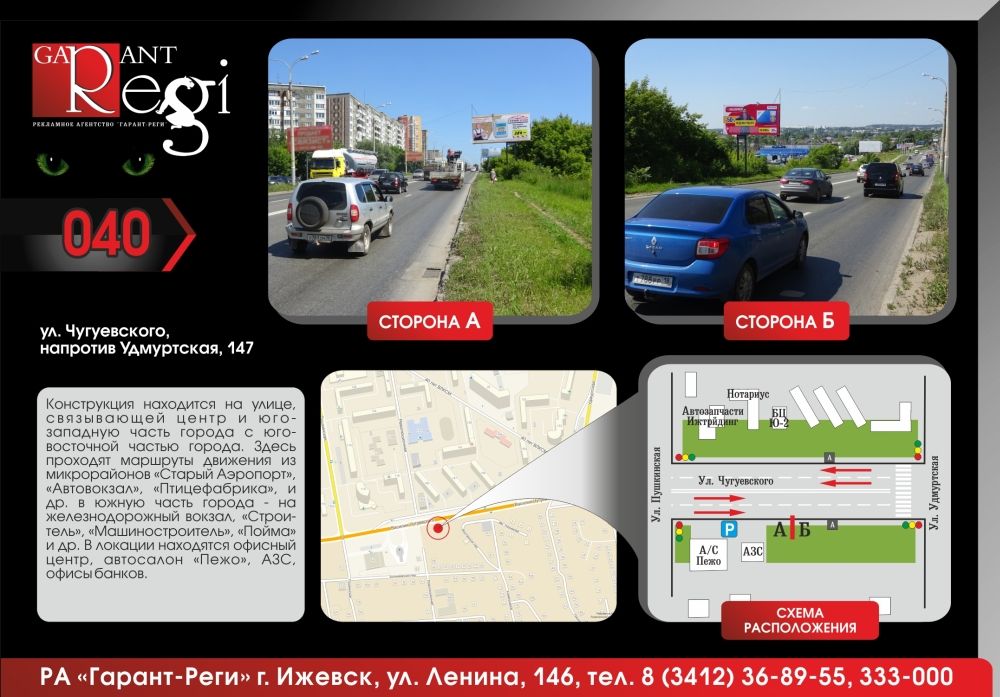 GARANT
Regi
РЕКЛАМНОЕ АГЕНТСТВО "ГАРАНТ-РЕГИ"
040
СТОРОНА А
СТОРОНА Б
ул. Чугуевского,
напротив Удмуртская, 147
Конструкция находится на улице,
связывающей центр и юго-
западную часть города с юго-
восточной частью города. Здесь
проходят маршруты движения из
микрорайонов «Старый Аэропорт»,
«Автовокзал», «Птицефабрика», и
др. в южную часть города - на
железнодорожный вокзал, «Строи-
тель», «Машиностроитель», «Пойма»
и др. В локации находятся офисный
центр, автосалон «Пежо», АЗС,
офисы банков.
Нотариус
Автозапчасти
Ижтрйдинг
БЦ
Ю-2
А
Ул. Пушкинская
Ул. Чугуевского
Ул. Удмуртская
P
А Б
А
А/С
Пежо
АЗС
СХЕМА
РАСПОЛОЖЕНИЯ
РА «Гарант-Реги» г. Ижевск, ул. Ленина, 146, тел. 8 (3412) 36-89-55, 333-000